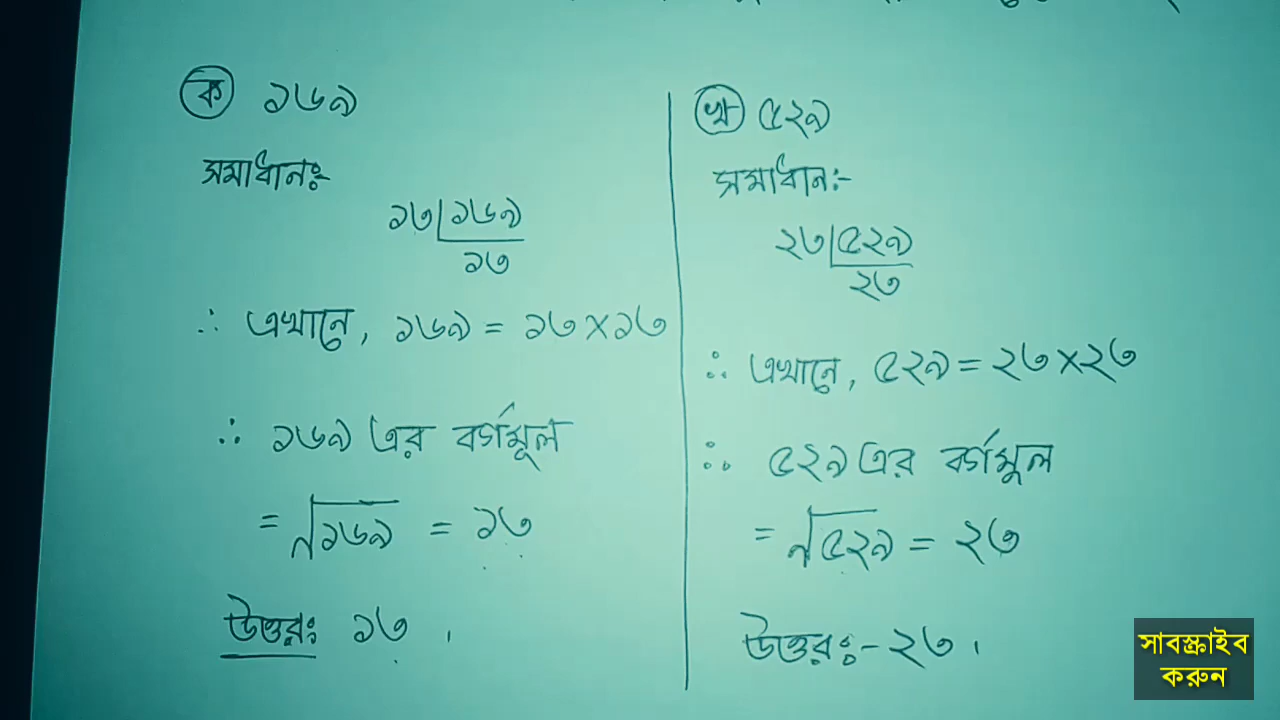 ক ১৬৯
সমাধানঃ-
১৩ ১৬৯
১৩
∴ এখানে, ১৬৯ = ১৩ × ১৩
∴ ১৬৯ এর বর্গমূল
= √১৬৯ = ১৩
উত্তরঃ ১৩ ।
খ ৫২৯
সমাধান:-
২৩ ৫২৯
২৩
∴ এখানে, ৫২৯ = ২৩ × ২৩
∴ ৫২৯ এর বর্গমুল
= √৫২৯ = ২৩
উত্তরঃ- ২৩ ।
সাবস্ক্রাইব
করুন